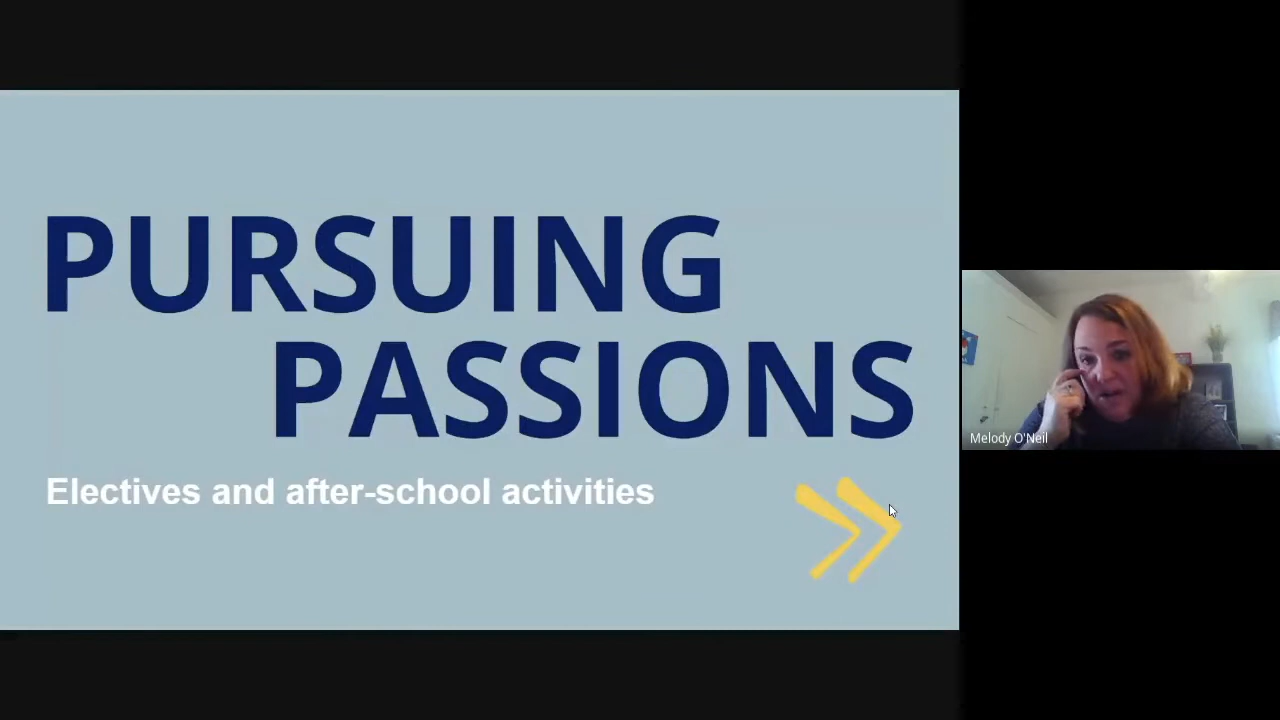 PURSUING
PASSIONS
Electives and after-school activities
Melody O'Neil